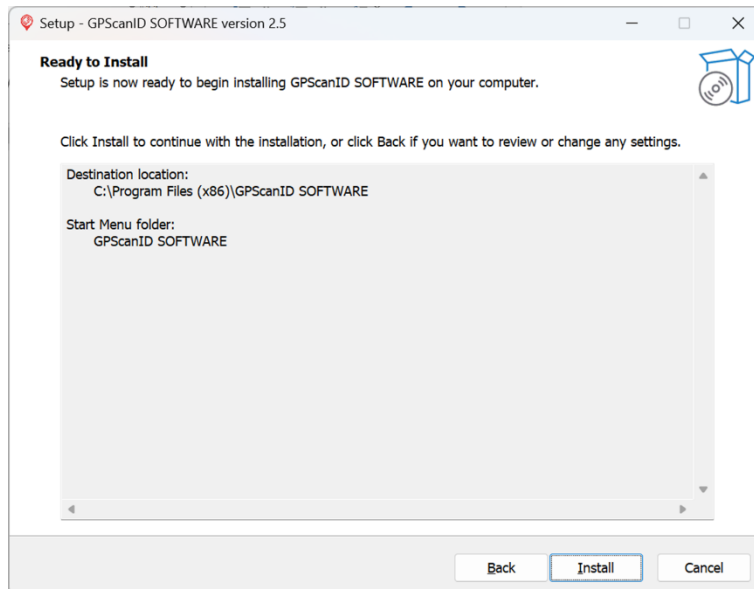 Setup - GPScanID SOFTWARE version 2.5
Ready to Install
Setup is now ready to begin installing GPScanID SOFTWARE on your computer.
Click Install to continue with the installation, or click Back if you want to review or change any settings.
Destination location:
C:\Program Files (x86)\GPScanID SOFTWARE
Start Menu folder:
GPScanID SOFTWARE
Back
Install
Cancel